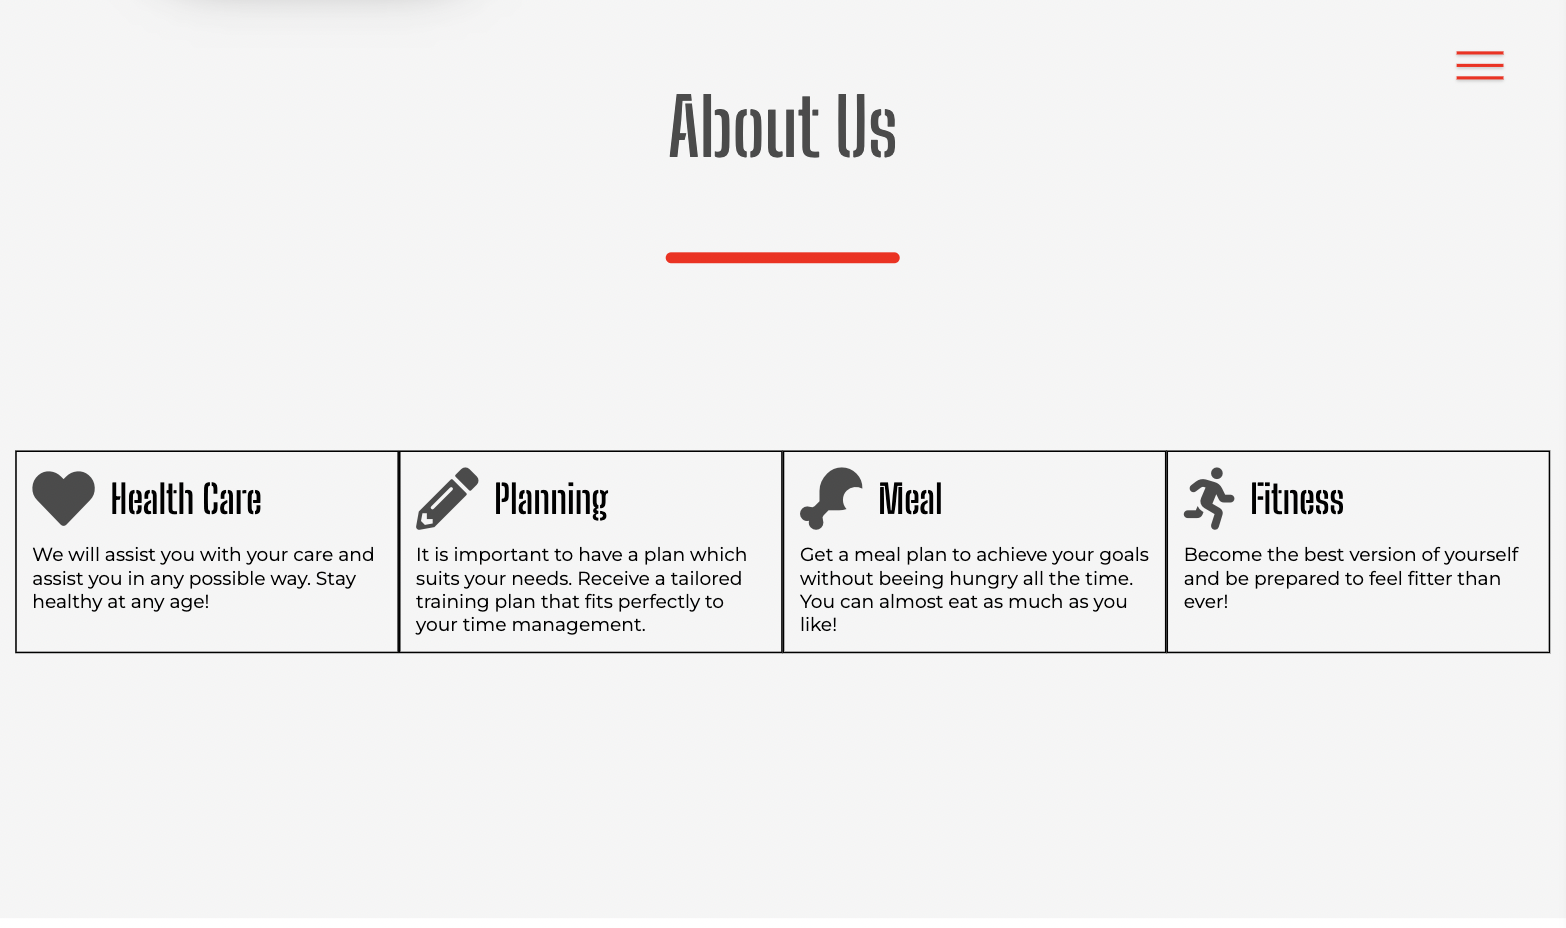 About Us
Health Care
We will assist you with your care and
assist you in any possible way. Stay
healthy at any age!
Planning
It is important to have a plan which
suits your needs. Receive a tailored
training plan that fits perfectly to
your time management.
Meal
Get a meal plan to achieve your goals
without beeing hungry all the time.
You can almost eat as much as you
like!
Fitness
Become the best version of yourself
and be prepared to feel fitter than
ever!